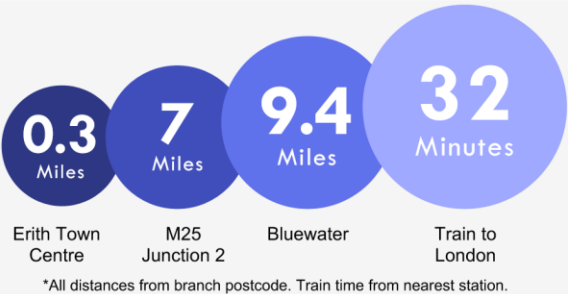 0.3
Miles
7
Miles
9.4
Miles
32
Minutes
Erith Town
Centre
M25
Junction 2
Bluewater
Train to
London
*All distances from branch postcode. Train time from nearest station.